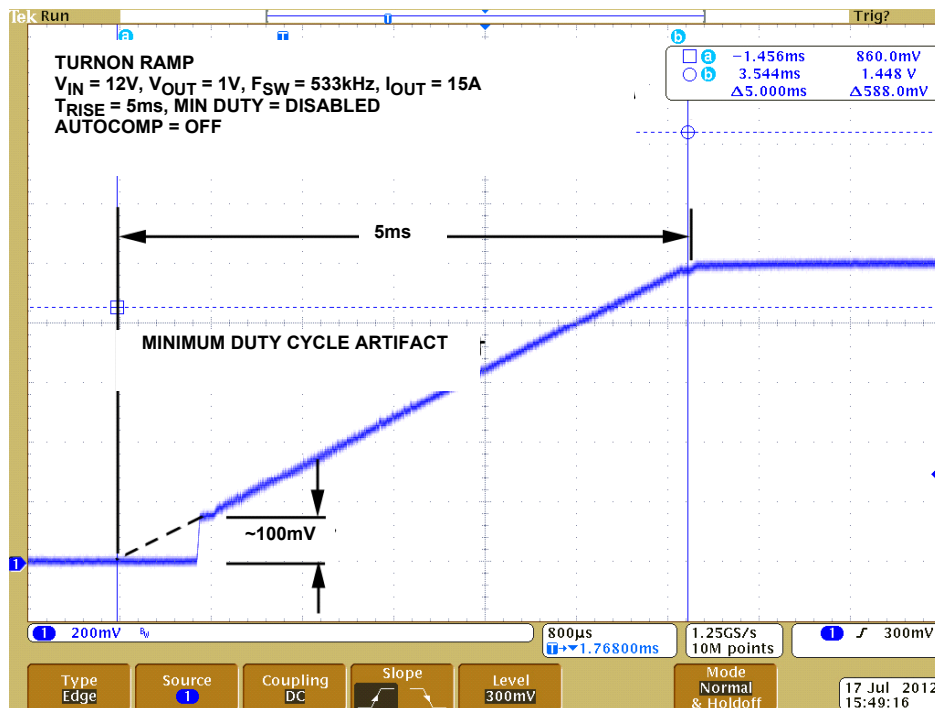 Tek Run Trig?
a b
T
T
a −1.456ms 860.0mV
b 3.544ms 1.448 V
Δ5.000ms Δ588.0mV
TURNON RAMP
VIN = 12V, VOUT = 1V, FSW = 533kHz, IOUT = 15A
TRISE = 5ms, MIN DUTY = DISABLED
AUTOCOMP = OFF
5ms
MINIMUM DUTY CYCLE ARTIFACT
~100mV
1
1 200mV BW
800µs
T→▼1.76800ms
1.25GS/s
10M points
1 300mV
Type
Edge
Source
1
Coupling
DC
Slope
Level
300mV
Mode
Normal
& Holdoff
17 Jul 2012
15:49:16